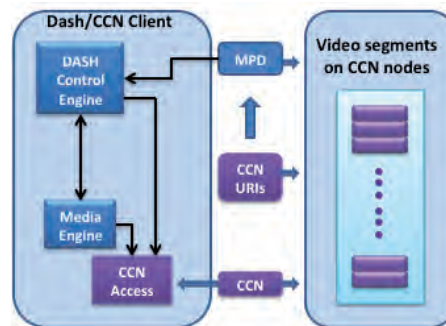 Dash/CCN Client
DASH
Control
Engine
Media
Engine
CCN
Access
MPD
CCN
URIs
CCN
Video segments
on CCN nodes